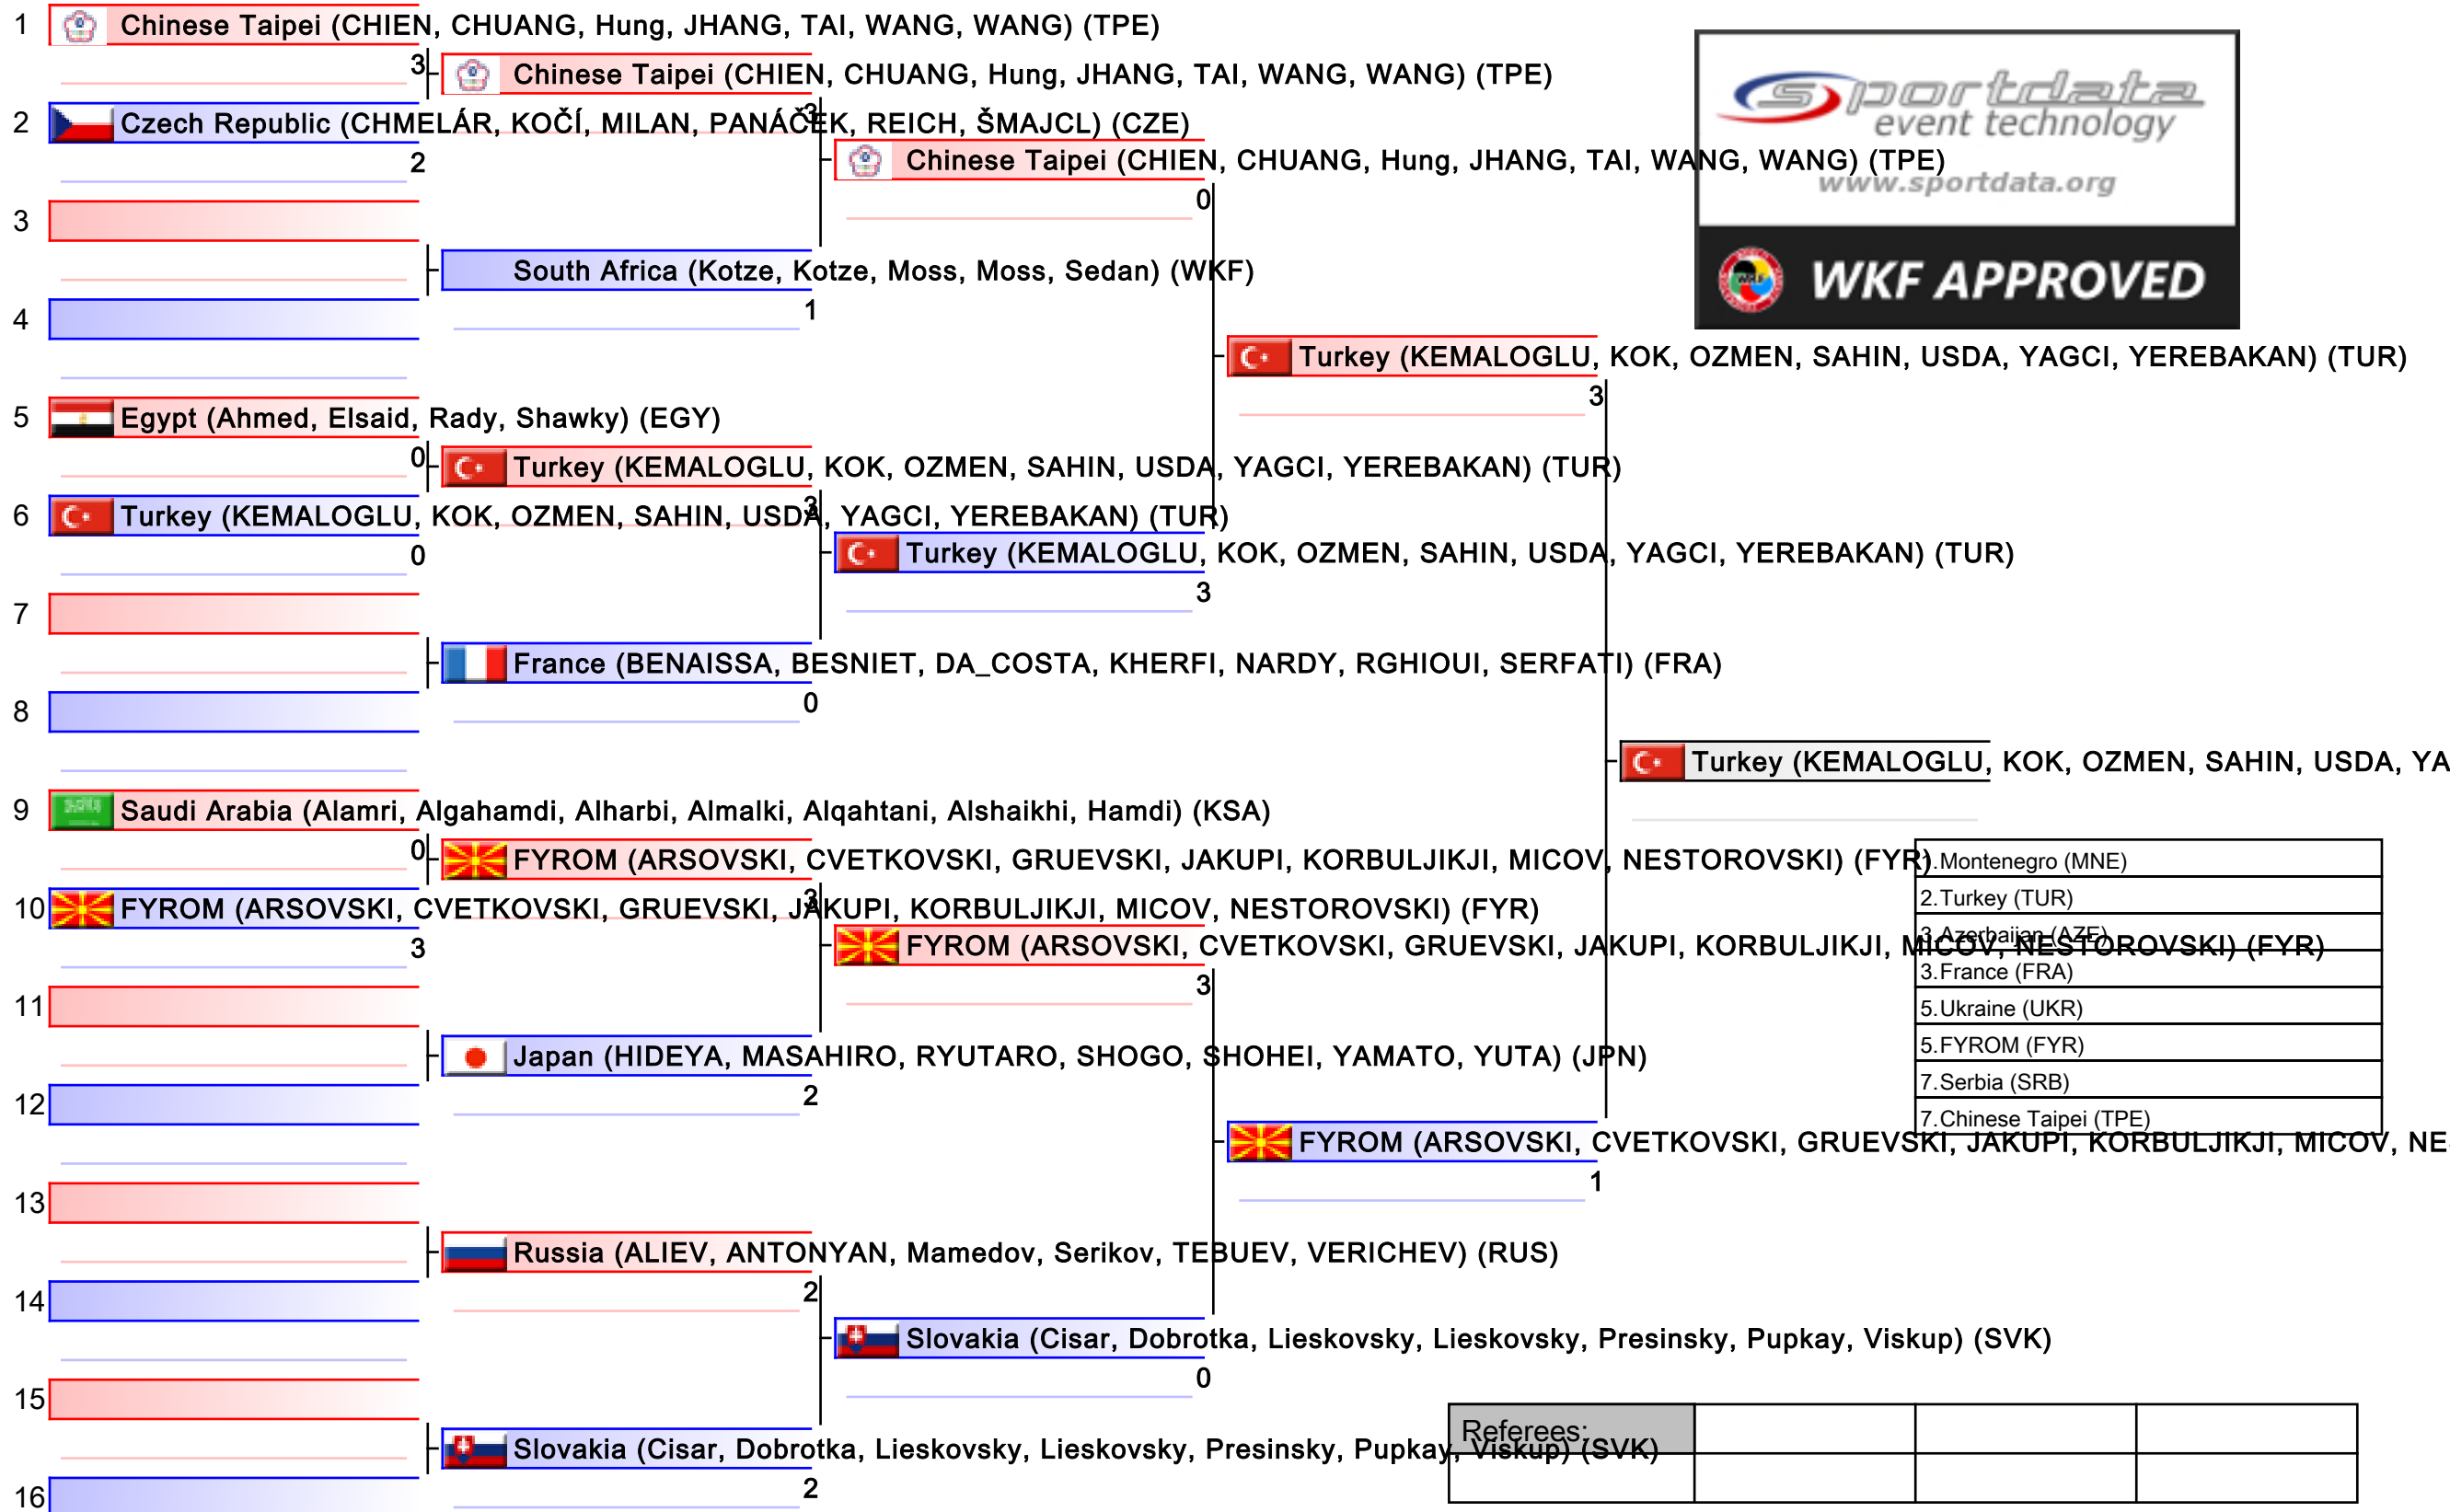 1 Chinese Taipei (CHIEN, CHUANG, Hung, JHANG, TAI, WANG, WANG) (TPE)
3
Chinese Taipei (CHIEN, CHUANG, Hung, JHANG, TAI, WANG, WANG) (TPE)
3
2 Czech Republic (CHMELÁR, KOČÍ, MILAN, PANÁČEK, REICH, ŠMAJCL) (CZE)
2
Chinese Taipei (CHIEN, CHUANG, Hung, JHANG, TAI, WANG, WANG) (TPE)
0
sportdata
event technology
www.sportdata.org
WKF APPROVED
3
South Africa (Kotze, Kotze, Moss, Moss, Sedan) (WKF)
1
4
Turkey (KEMALOGLU, KOK, OZMEN, SAHIN, USDA, YAGCI, YEREBAKAN) (TUR)
3
5 Egypt (Ahmed, Elsaid, Rady, Shawky) (EGY)
0
Turkey (KEMALOGLU, KOK, OZMEN, SAHIN, USDA, YAGCI, YEREBAKAN) (TUR)
3
6 Turkey (KEMALOGLU, KOK, OZMEN, SAHIN, USDA, YAGCI, YEREBAKAN) (TUR)
0
Turkey (KEMALOGLU, KOK, OZMEN, SAHIN, USDA, YAGCI, YEREBAKAN) (TUR)
3
7
France (BENAISSA, BESNIET, DA_COSTA, KHERFI, NARDY, RGHIOUI, SERFATI) (FRA)
0
8
Turkey (KEMALOGLU, KOK, OZMEN, SAHIN, USDA, YA
9 Saudi Arabia (Alamri, Algahamdi, Alharbi, Almalki, Alqahtani, Alshaikhi, Hamdi) (KSA)
0
FYROM (ARSOVSKI, CVETKOVSKI, GRUEVSKI, JAKUPI, KORBULJIKJI, MICOV, NESTOROVSKI) (FYR)
3
10 FYROM (ARSOVSKI, CVETKOVSKI, GRUEVSKI, JAKUPI, KORBULJIKJI, MICOV, NESTOROVSKI) (FYR)
3
FYROM (ARSOVSKI, CVETKOVSKI, GRUEVSKI, JAKUPI, KORBULJIKJI, MICOV, NESTOROVSKI) (FYR)
3
1.Montenegro (MNE)
2.Turkey (TUR)
3.Azerbaijan (AZE)
3.France (FRA)
5.Ukraine (UKR)
5.FYROM (FYR)
7.Serbia (SRB)
7.Chinese Taipei (TPE)
11
Japan (HIDEYA, MASAHIRO, RYUTARO, SHOGO, SHOHEI, YAMATO, YUTA) (JPN)
2
12
FYROM (ARSOVSKI, CVETKOVSKI, GRUEVSKI, JAKUPI, KORBULJIKJI, MICOV, NE
1
13
Russia (ALIEV, ANTONYAN, Mamedov, Serikov, TEBUEV, VERICHEV) (RUS)
2
14
Slovakia (Cisar, Dobrotka, Lieskovsky, Lieskovsky, Presinsky, Pupkay, Viskup) (SVK)
0
15
Slovakia (Cisar, Dobrotka, Lieskovsky, Lieskovsky, Presinsky, Pupkay, Viskup) (SVK)
2
16
Referees: